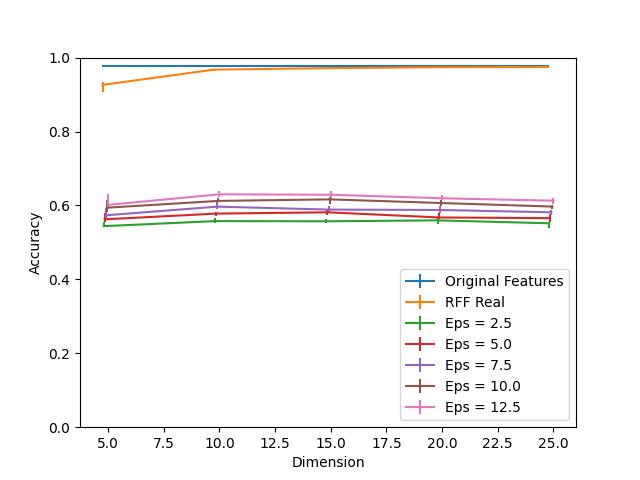 1.0
0.8
0.6
0.4
0.2
0.0
Accuracy
Original Features
RFF Real
Eps = 2.5
Eps = 5.0
Eps = 7.5
Eps = 10.0
Eps = 12.5
5.0 7.5 10.0 12.5 15.0 17.5 20.0 22.5 25.0
Dimension